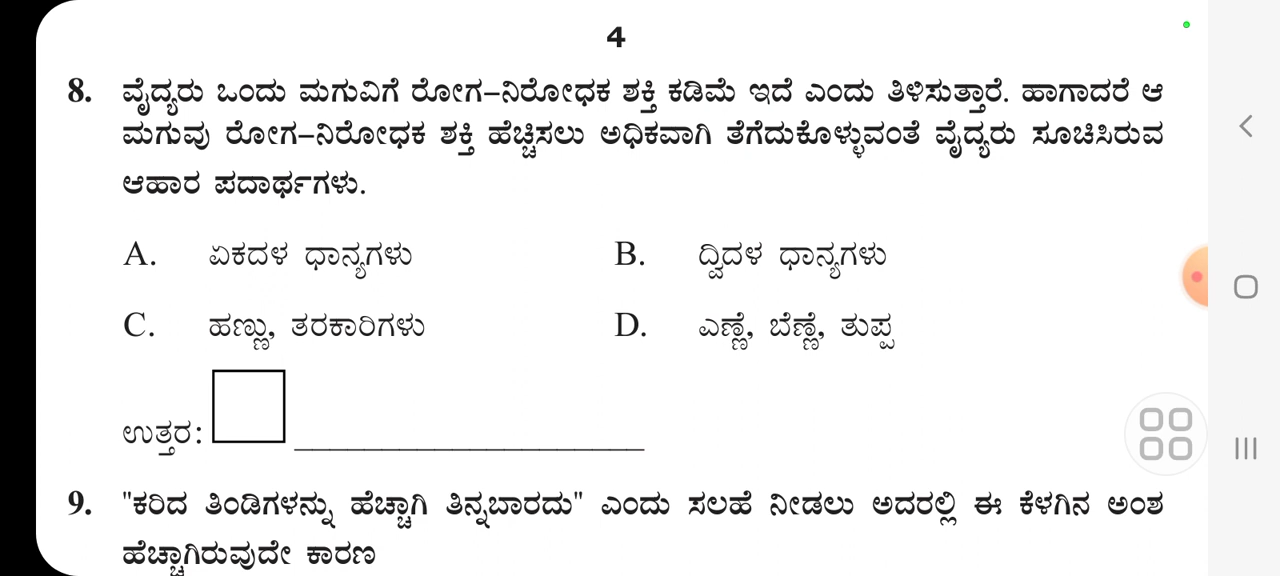 4
8. ವೈದ್ಯರು ಒಂದು ಮಗುವಿಗೆ ರೋಗ–ನಿರೋಧಕ ಶಕ್ತಿ ಕಡಿಮೆ ಇದೆ ಎಂದು ತಿಳಿಸುತ್ತಾರೆ. ಹಾಗಾದರೆ ಆ
ಮಗುವು ರೋಗ–ನಿರೋಧಕ ಶಕ್ತಿ ಹೆಚ್ಚಿಸಲು ಅಧಿಕವಾಗಿ ತೆಗೆದುಕೊಳ್ಳುವಂತೆ ವೈದ್ಯರು ಸೂಚಿಸಿರುವ
ಆಹಾರ ಪದಾರ್ಥಗಳು.
A. ಏಕದಳ ಧಾನ್ಯಗಳು B. ದ್ವಿದಳ ಧಾನ್ಯಗಳು
C. ಹಣ್ಣು, ತರಕಾರಿಗಳು D. ಎಣ್ಣೆ, ಬೆಣ್ಣೆ, ತುಪ್ಪ
ಉತ್ತರ:
9. "ಕರಿದ ತಿಂಡಿಗಳನ್ನು ಹೆಚ್ಚಾಗಿ ತಿನ್ನಬಾರದು" ಎಂದು ಸಲಹೆ ನೀಡಲು ಅದರಲ್ಲಿ ಈ ಕೆಳಗಿನ ಅಂಶ
ಹೆಚ್ಚಾಗಿರುವುದೇ ಕಾರಣ